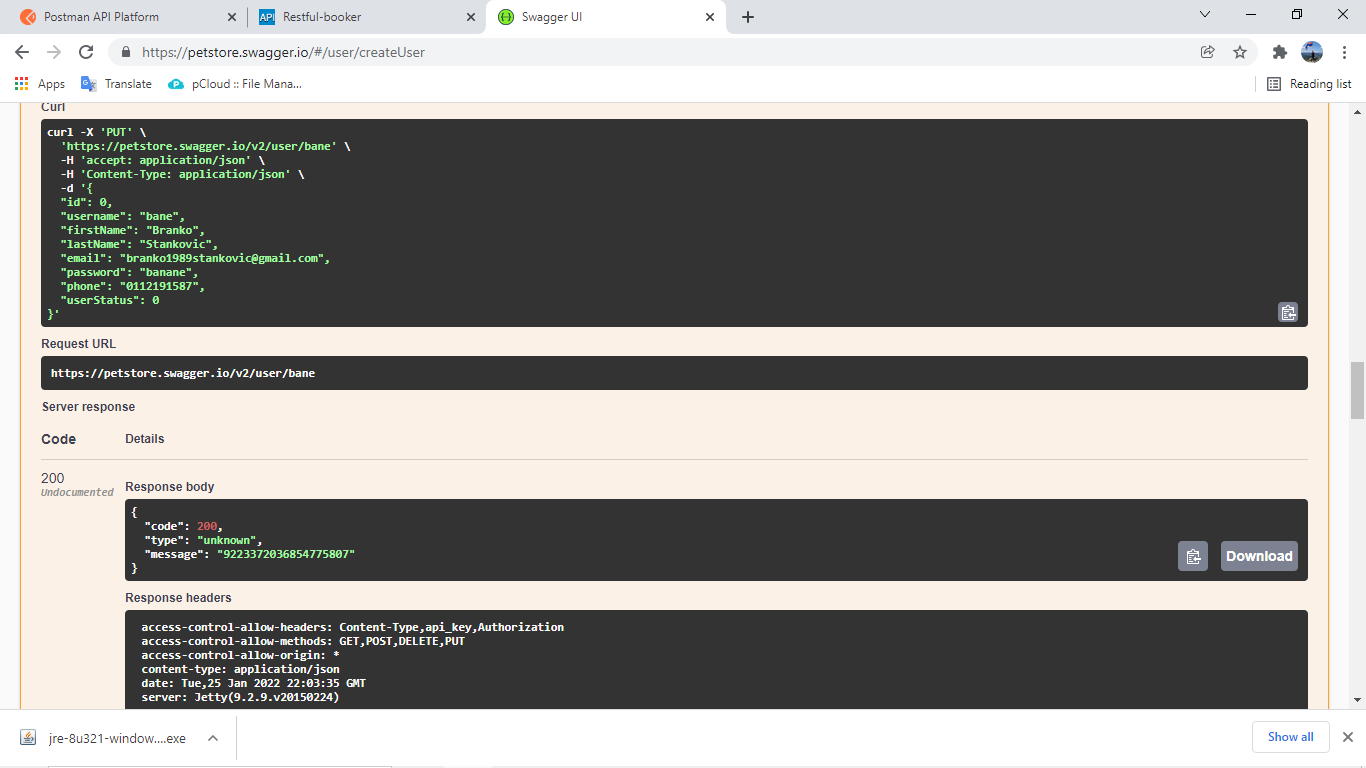 Postman API Platform
API Restful-booker
Swagger UI
https://petstore.swagger.io/#/user/createUser
Apps
Translate
pCloud :: File Mana...
Reading list
Curl
curl -X 'PUT' \
  'https://petstore.swagger.io/v2/user/bane' \
  -H 'accept: application/json' \
  -H 'Content-Type: application/json' \
  -d '{
  "id": 0,
  "username": "bane",
  "firstName": "Branko",
  "lastName": "Stankovic",
  "email": "branko1989stankovic@gmail.com",
  "password": "banane",
  "phone": "0112191587",
  "userStatus": 0
}'
Request URL
https://petstore.swagger.io/v2/user/bane
Server response
Code Details
200
Undocumented
Response body
{
  "code": 200,
  "type": "unknown",
  "message": "9223372036854775807"
}
Download
Response headers
access-control-allow-headers: Content-Type,api_key,Authorization
access-control-allow-methods: GET,POST,DELETE,PUT
access-control-allow-origin: *
content-type: application/json
date: Tue,25 Jan 2022 22:03:35 GMT
server: Jetty(9.2.9.v20150224)
jre-8u321-window....exe
Show all